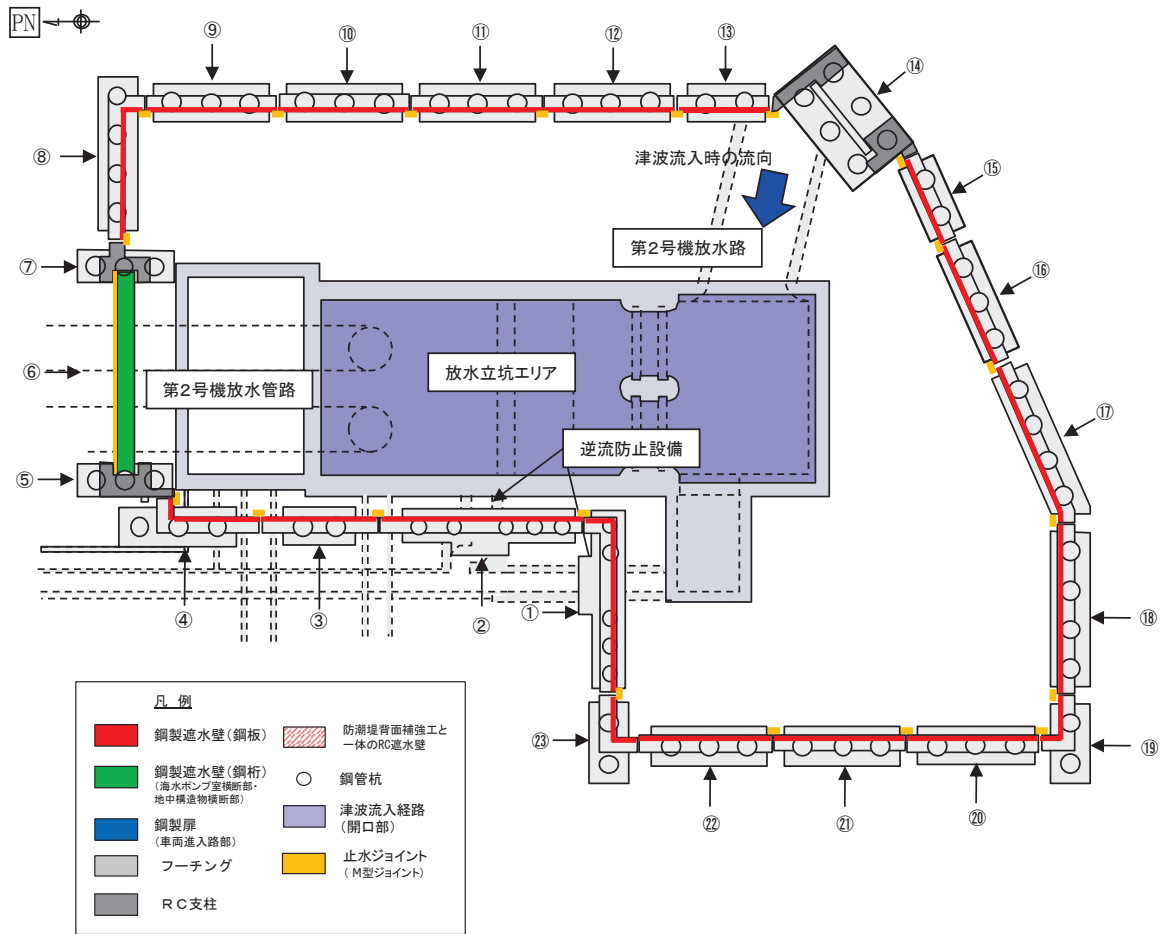 PN
⑨
⑩
⑪
⑫
⑬
⑭
津波流入時の流向
⑧
⑮
第2号機放水路
⑦
⑯
⑥
第2号機放水管路
放水立坑エリア
⑰
逆流防止設備
⑤
④
③
②
①
⑱
㉓
⑲
㉒
㉑
⑳
凡 例
鋼製遮水壁(鋼板)
鋼製遮水壁(鋼桁)
(海水ポンプ室横断部・
地中構造物横断部)
鋼製扉
(車両進入路部)
フーチング
RC支柱
防潮堤背面補強工と
一体のRC遮水壁
鋼管杭
津波流入経路
(開口部)
止水ジョイント
(M型ジョイント)